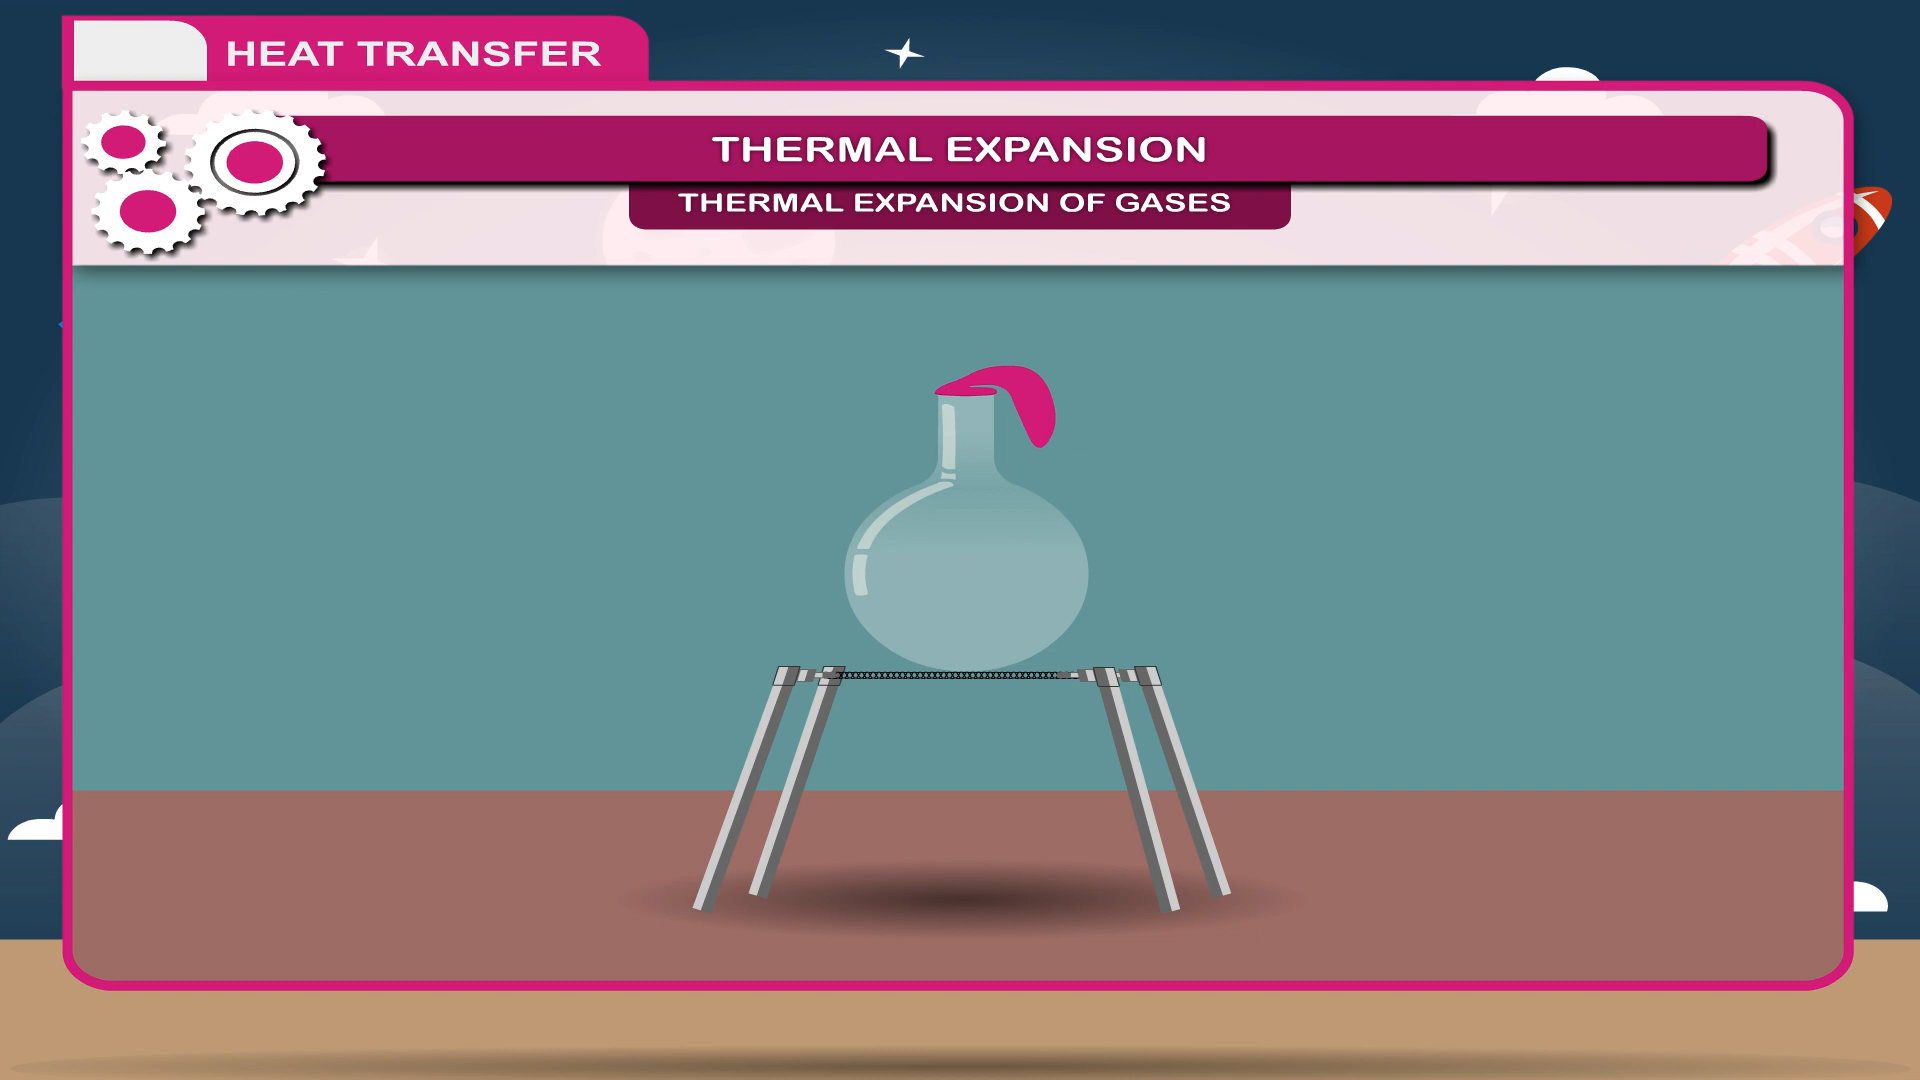 HEAT TRANSFER
THERMAL EXPANSION
THERMAL EXPANSION OF GASES